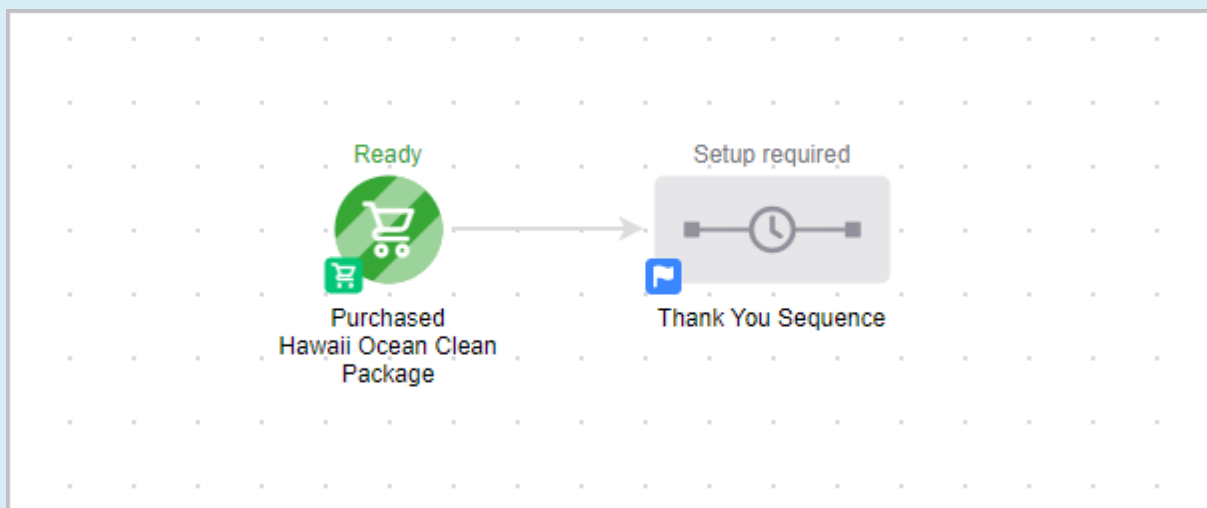 Ready
Setup required
Purchased
Hawaii Ocean Clean
Package
Thank You Sequence